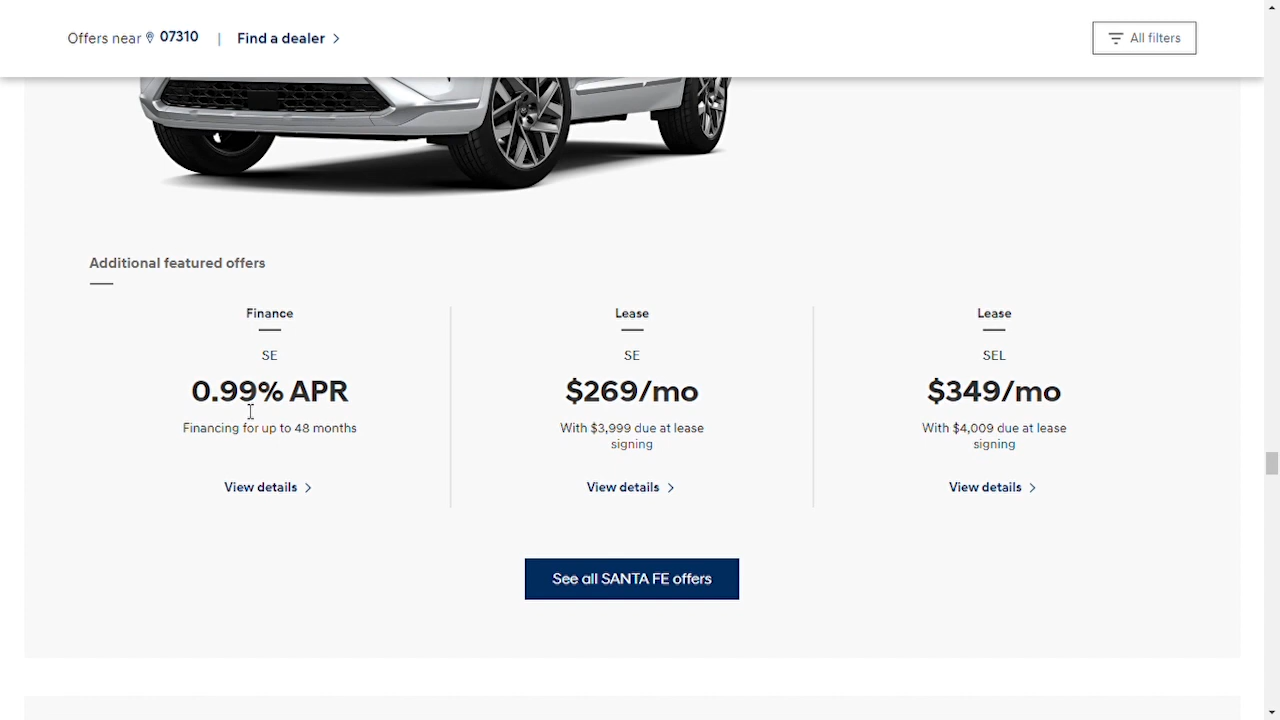 Offers near 07310 | Find a dealer
All filters
Additional featured offers
Finance
SE
0.99% APR
Financing for up to 48 months
View details
Lease
SE
$269/mo
With $3,999 due at lease
signing
View details
Lease
SEL
$349/mo
With $4,009 due at lease
signing
View details
See all SANTA FE offers